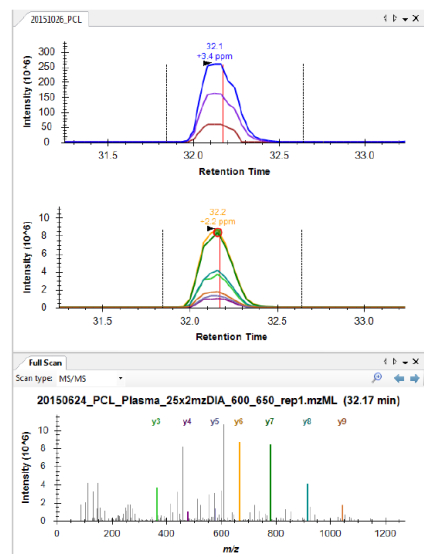 20151026_PCL
Intensity (10^6)
300
250
200
150
100
50
0
32.1
+3.4 ppm
31.5 32.0 32.5 33.0
Retention Time
Intensity (10^6)
10
8
6
4
2
0
32.2
-2.2 ppm
31.5 32.0 32.5 33.0
Retention Time
Full Scan
Scan type: MS/MS
20150624_PCL_Plasma_25x2mzDIA_600_650_rep1.mzML (32.17 min)
Intensity (10^6)
10
8
6
4
2
0
y3 y4 y5 y6 y7 y8 y9
0 200 400 600 800 1000 1200
m/z